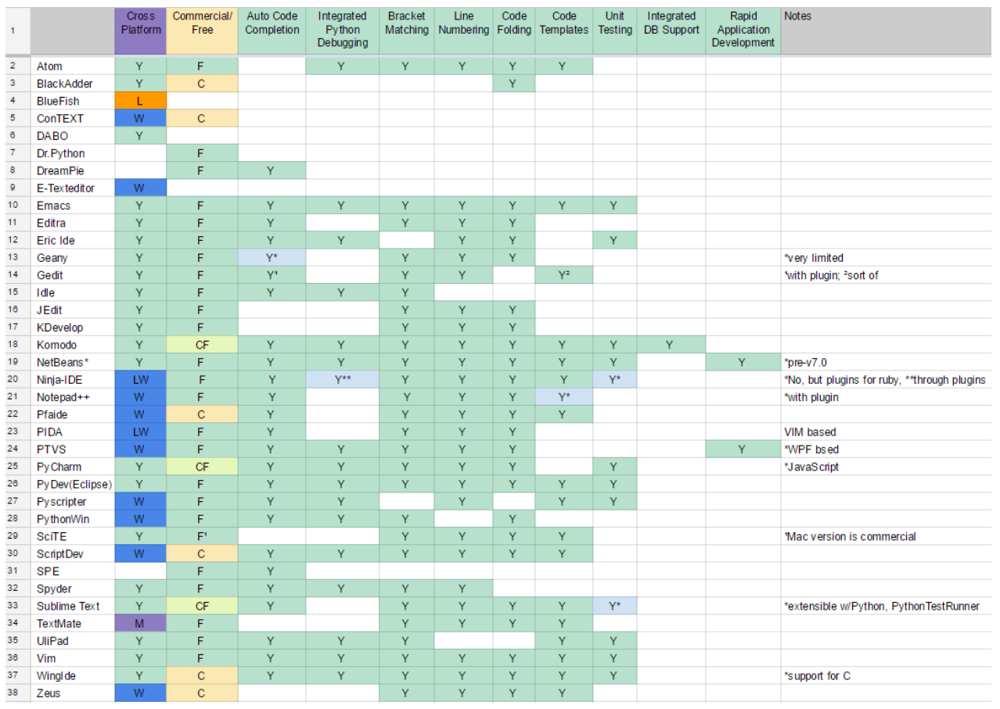 1 Cross Platform Commercial/ Free Auto Code Completion Integrated Python Debugging Bracket Matching Line Numbering Code Folding Code Templates Unit Testing Integrated DB Support Rapid Application Development Notes
2 Atom Y F Y Y Y Y Y
3 BlackAdder Y C Y
4 BlueFish L
5 ConTEXT W C
6 DABO Y
7 Dr.Python F
8 DreamPie F Y
9 E-Texteditor W
10 Emacs Y F Y Y Y Y Y Y Y
11 Editra Y F Y Y Y Y
12 Eric Ide Y F Y Y Y Y Y
13 Geany Y F Y* Y Y Y *very limited
14 Gedit Y F Y¹ Y Y Y² ¹with plugin; ²sort of
15 Idle Y F Y Y Y
16 JEdit Y F Y Y Y
17 KDevelop Y F Y Y Y
18 Komodo Y CF Y Y Y Y Y Y Y Y
19 NetBeans* Y F Y Y Y Y Y Y Y Y *pre-v7.0
20 Ninja-IDE LW F Y Y** Y Y Y Y Y* *No, but plugins for ruby, **through plugins
21 Notepad++ W F Y Y Y Y Y* *with plugin
22 Pfaide W C Y Y Y Y Y
23 PIDA LW F Y Y Y Y VIM based
24 PTVS W F Y Y Y Y Y Y *WPF bsed
25 PyCharm Y CF Y Y Y Y Y Y *JavaScript
26 PyDev(Eclipse) Y F Y Y Y Y Y Y Y
27 Pyscripter W F Y Y Y Y Y
28 PythonWin W F Y Y Y Y
29 SciTE Y F¹ Y Y Y Y ¹Mac version is commercial
30 ScriptDev W C Y Y Y Y Y Y
31 SPE F Y
32 Spyder Y F Y Y Y Y
33 Sublime Text Y CF Y Y Y Y Y Y* *extensible w/Python, PythonTestRunner
34 TextMate M F Y Y Y Y
35 UliPad Y F Y Y Y Y Y
36 Vim Y F Y Y Y Y Y Y Y
37 WingIde Y C Y Y Y Y Y Y Y *support for C
38 Zeus W C Y Y Y Y